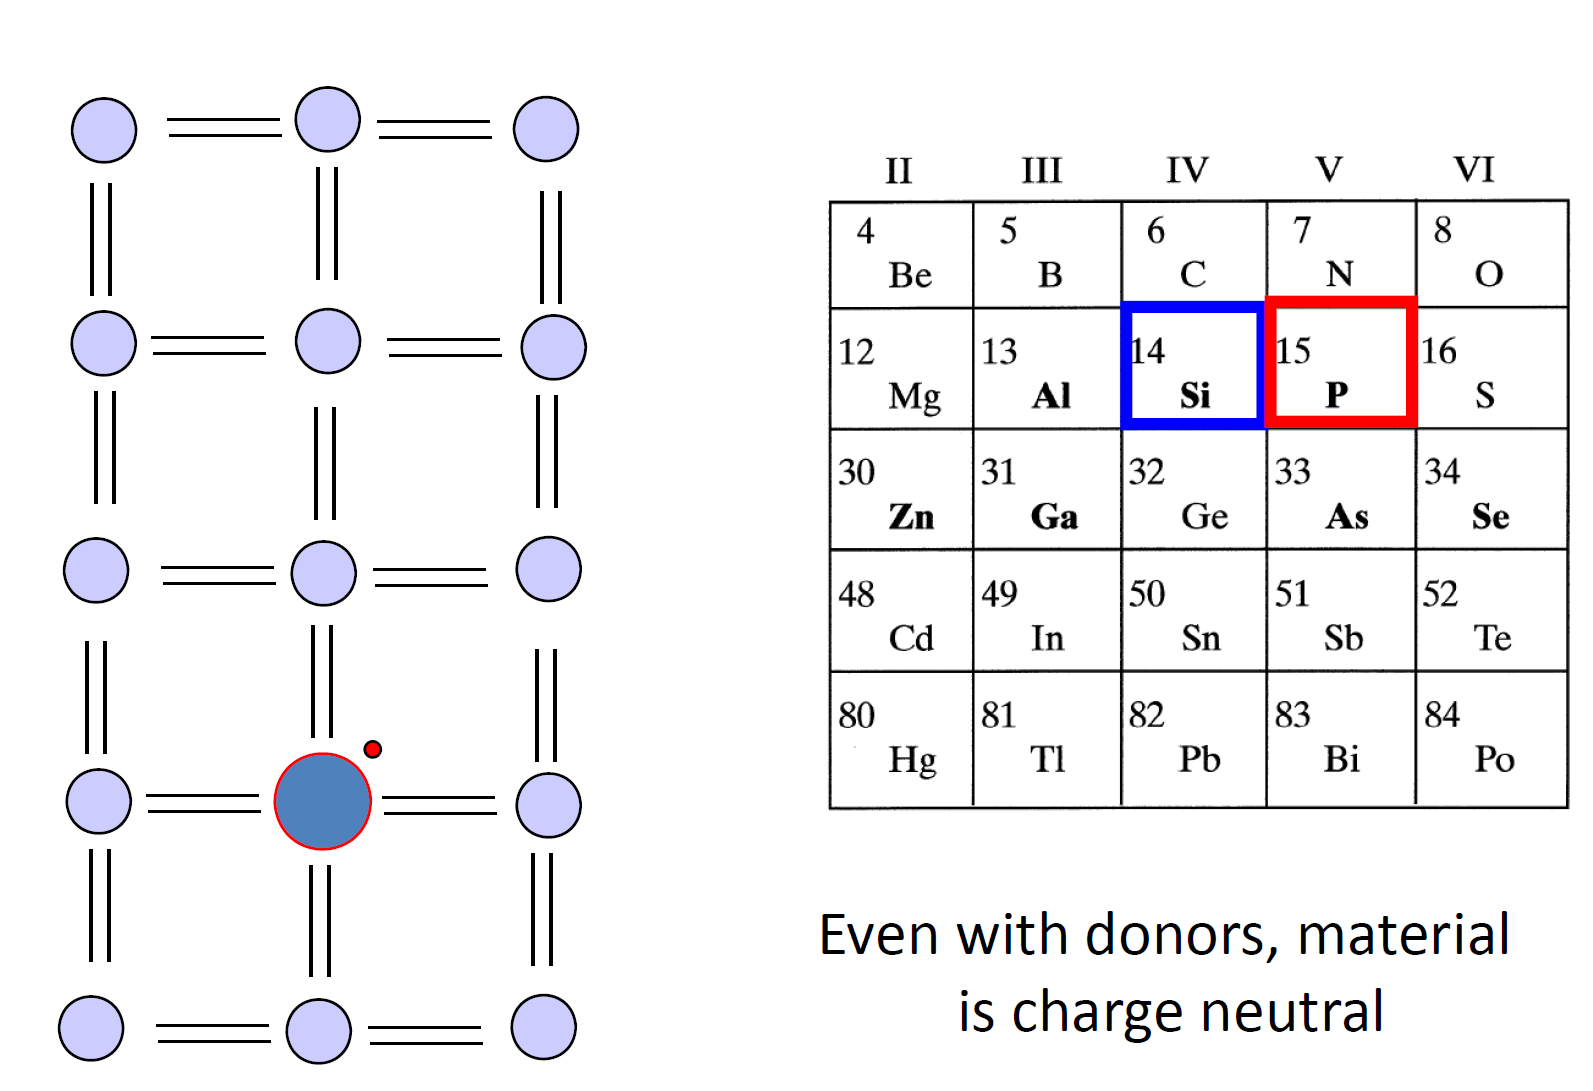 II III IV V VI
4 5 6 7 8
Be B C N O
12 13 14 15 16
Mg Al Si P S
30 31 32 33 34
Zn Ga Ge As Se
48 49 50 51 52
Cd In Sn Sb Te
80 81 82 83 84
Hg Tl Pb Bi Po
Even with donors, material
is charge neutral